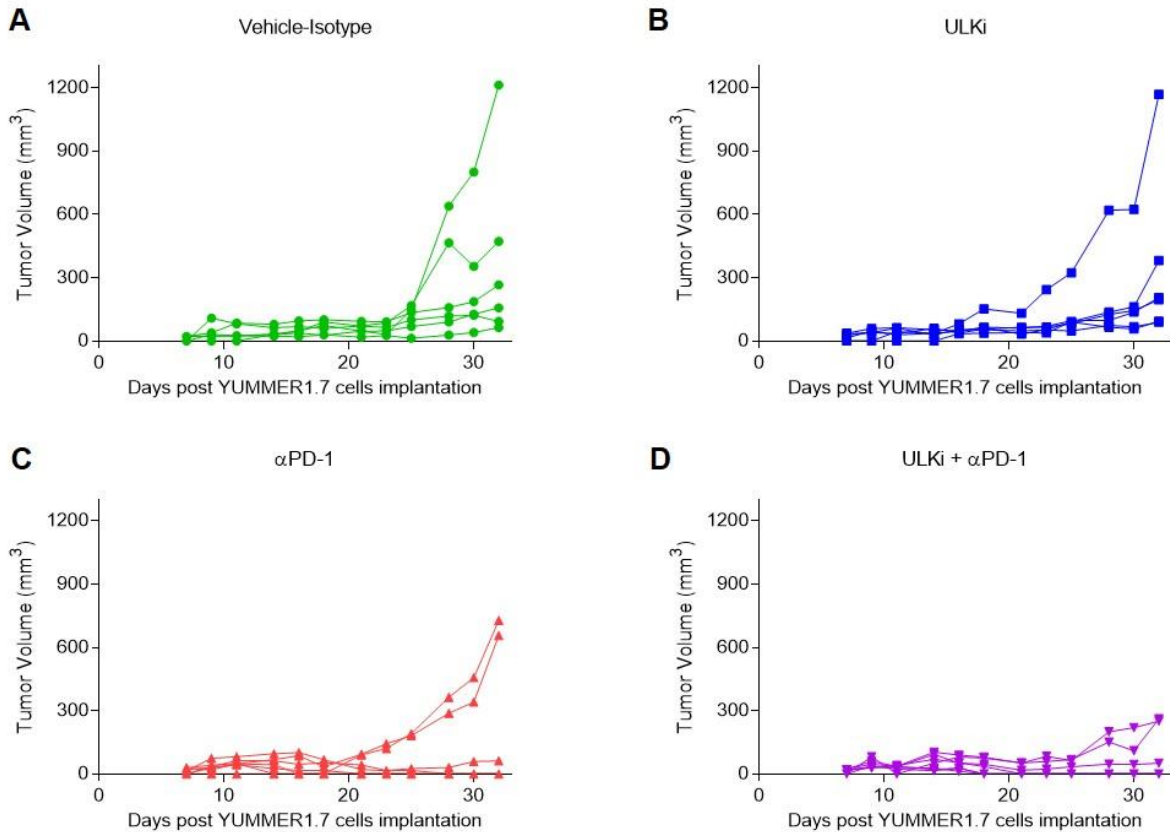 A
Vehicle-Isotype
Tumor Volume (mm³)
1200
900
600
300
0
0
10
20
30
Days post YUMMER1.7 cells implantation
B
ULKi
Tumor Volume (mm³)
1200
900
600
300
0
0
10
20
30
Days post YUMMER1.7 cells implantation
C
αPD-1
Tumor Volume (mm³)
1200
900
600
300
0
0
10
20
30
Days post YUMMER1.7 cells implantation
D
ULKi + αPD-1
Tumor Volume (mm³)
1200
900
600
300
0
0
10
20
30
Days post YUMMER1.7 cells implantation